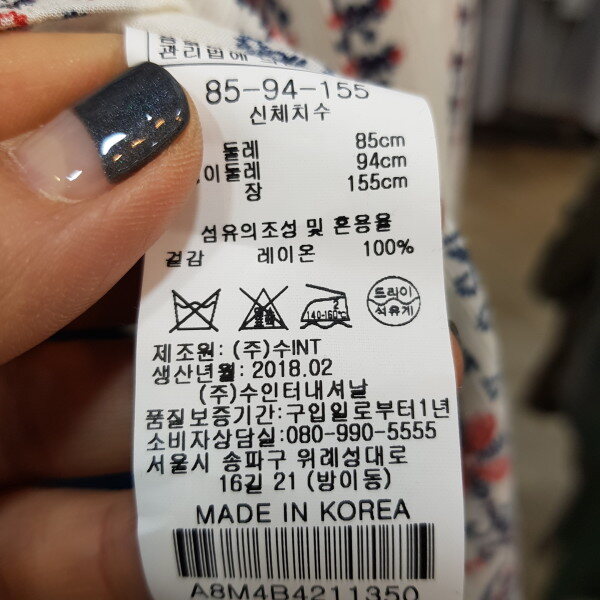 관리법에
85-94-155
신체치수
둘레 85cm
이둘레 94cm
장 155cm
섬유의조성 및 혼용율
겉감 레이온 100%
2
140-160℃
드라이
석유계
제조원: (주)수INT
생산년월: 2018.02
(주)수인터내셔날
품질보증기간:구입일로부터1년
소비자상담실:080-990-5555
서울시 송파구 위례성대로
16길 21 (방이동)
MADE IN KOREA
A8M4B4211350